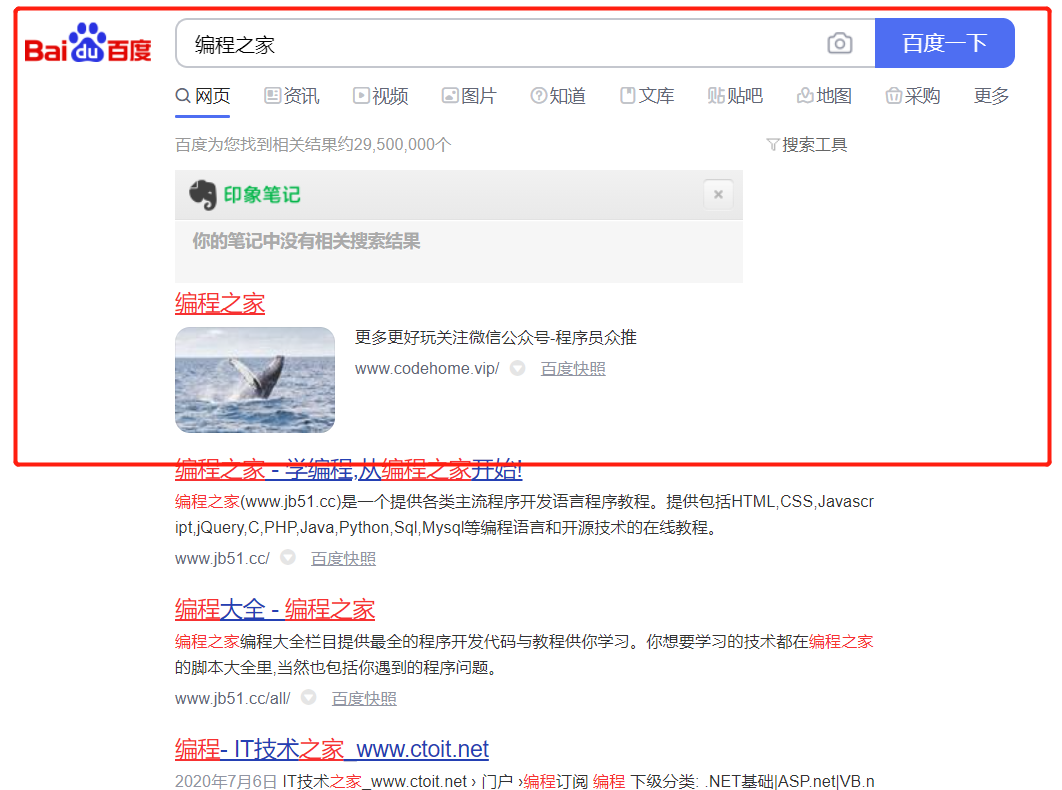 Bai du 百度 编程之家 百度一下
网页 资讯 视频 图片 知道 文库 贴 贴吧 地图 采购 更多
百度为您找到相关结果约29,500,000个 搜索工具
印象笔记 ×
你的笔记中没有相关搜索结果
编程之家
更多更好玩关注微信公众号-程序员众推
www.codehome.vip/ 百度快照
编程之家 - 学编程,从编程之家开始!
编程之家(www.jb51.cc)是一个提供各类主流程序开发语言程序教程。提供包括HTML,CSS,Javascr
ipt,jQuery,C,PHP,Java,Python,Sql,Mysql等编程语言和开源技术的在线教程。
www.jb51.cc/ 百度快照
编程大全 - 编程之家
编程之家编程大全栏目提供最全的程序开发代码与教程供你学习。你想要学习的技术都在编程之家
的脚本大全里,当然也包括你遇到的程序问题。
www.jb51.cc/all/ 百度快照
编程- IT技术之家_www.ctoit.net
2020年7月6日 IT技术之家_www.ctoit.net › 门户 ›编程订阅 编程 下级分类: .NET基础|ASP.net|VB.n